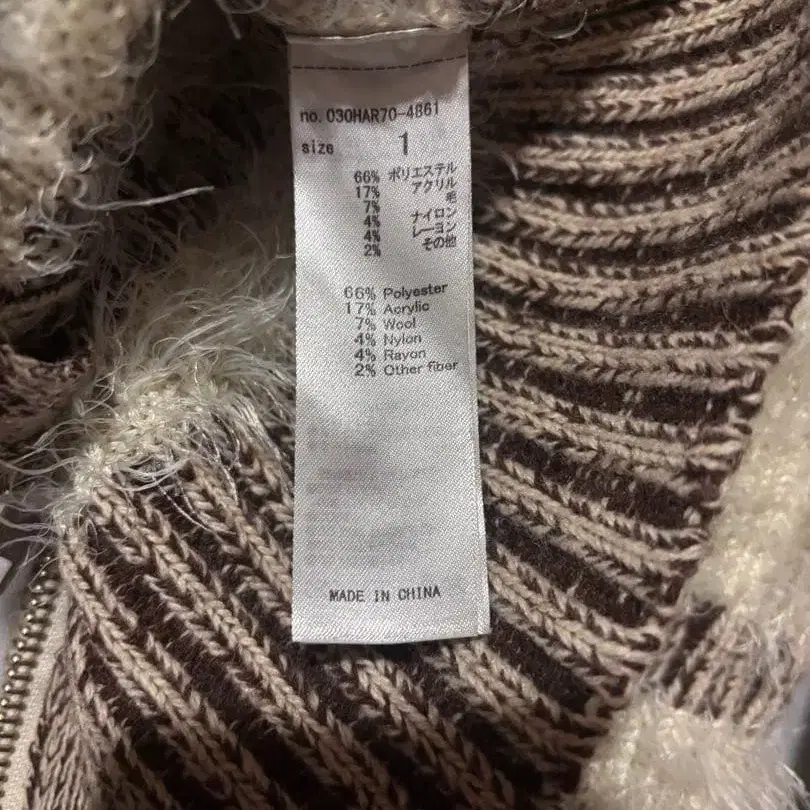 no. 030HAR70-4861
size 1
66% ポリエステル
17% アクリル
7% 毛
4% ナイロン
4% レーヨン
2% その他
66% Polyester
17% Acrylic
7% Wool
4% Nylon
4% Rayon
2% Other fiber
MADE IN CHINA